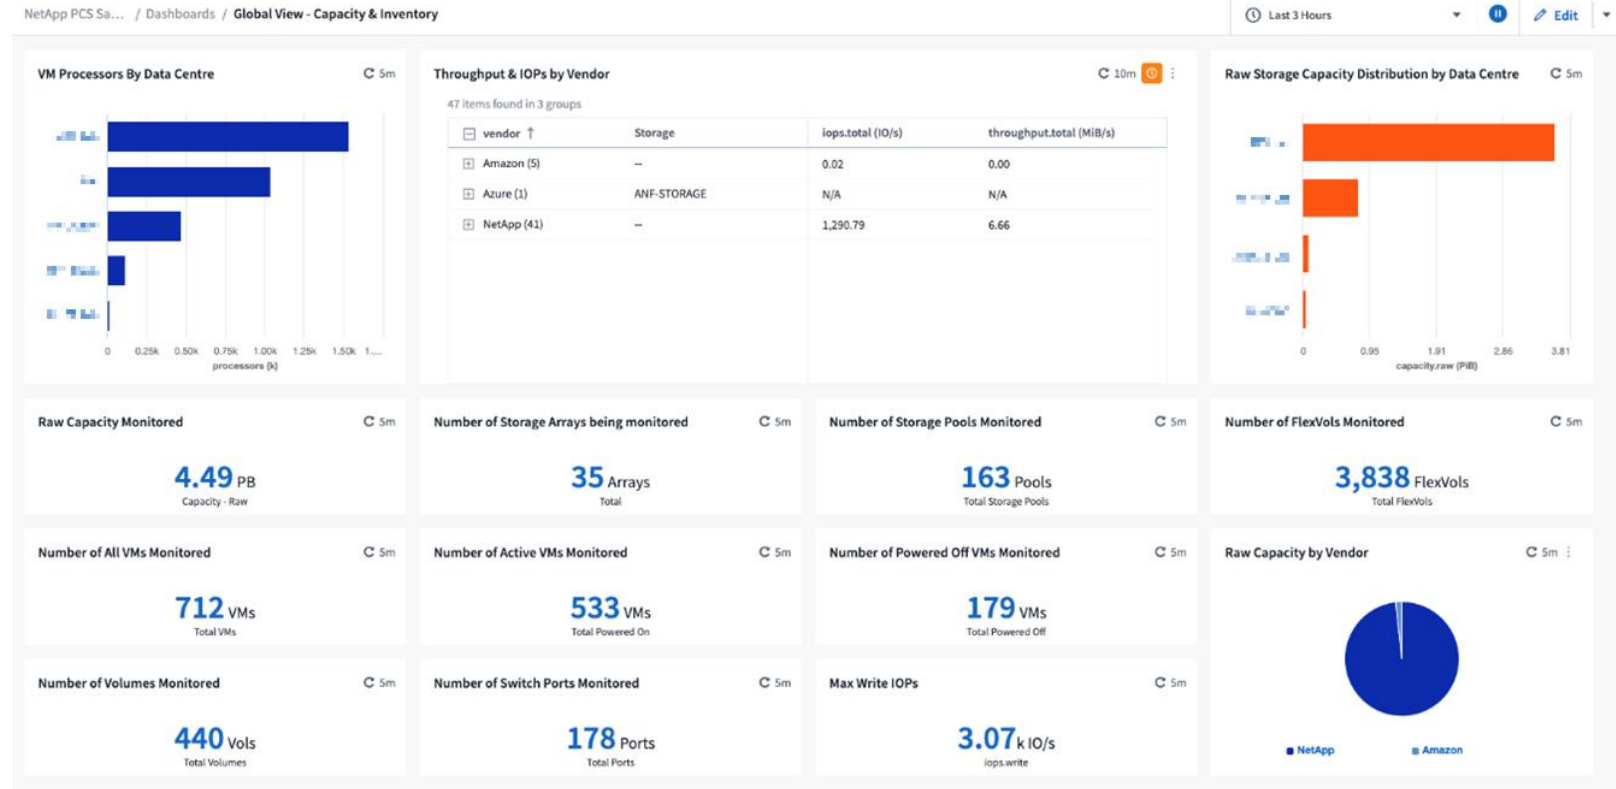 NetApp PCS Sa... / Dashboards / Global View - Capacity & Inventory
Last 3 Hours
Edit
VM Processors By Data Centre
5m
0 0.25k 0.50k 0.75k 1.00k 1.25k 1.50k 1....
processors (k)
Throughput & IOPs by Vendor
10m
47 items found in 3 groups
vendor ↑ Storage iops.total (IO/s) throughput.total (MiB/s)
Amazon (5) -- 0.02 0.00
Azure (1) ANF-STORAGE N/A N/A
NetApp (41) -- 1,290.79 6.66
Raw Storage Capacity Distribution by Data Centre
5m
0 0.95 1.91 2.86 3.81
capacity.raw (PiB)
Raw Capacity Monitored
5m
4.49 PB
Capacity - Raw
Number of Storage Arrays being monitored
5m
35 Arrays
Total
Number of Storage Pools Monitored
5m
163 Pools
Total Storage Pools
Number of FlexVols Monitored
5m
3,838 FlexVols
Total FlexVols
Number of All VMs Monitored
5m
712 VMs
Total VMs
Number of Active VMs Monitored
5m
533 VMs
Total Powered On
Number of Powered Off VMs Monitored
5m
179 VMs
Total Powered Off
Raw Capacity by Vendor
5m
NetApp
Amazon
Number of Volumes Monitored
5m
440 Vols
Total Volumes
Number of Switch Ports Monitored
5m
178 Ports
Total Ports
Max Write IOPs
5m
3.07k IO/s
iops.write